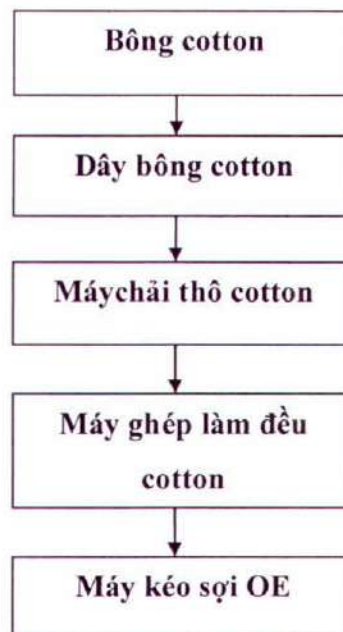 Bông cotton
Dây bông cotton
Máychải thô cotton
Máy ghép làm đều
cotton
Máy kéo sợi OE